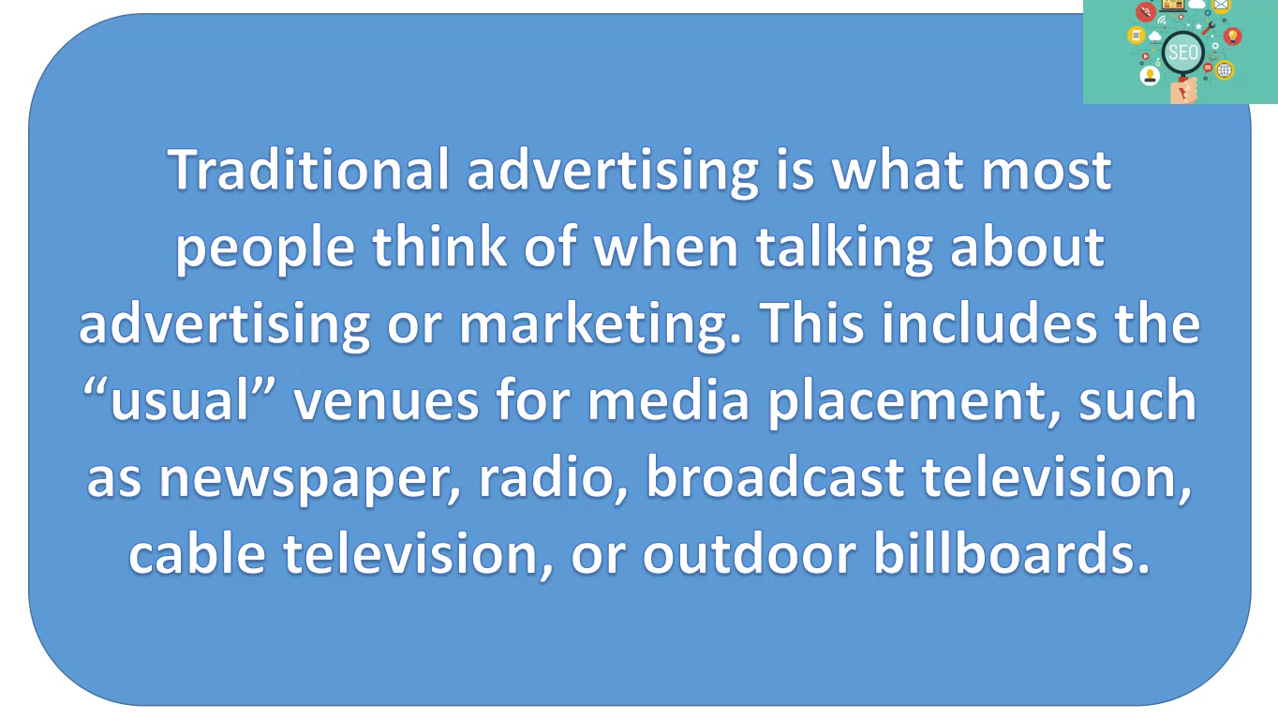 SEO
Traditional advertising is what most
people think of when talking about
advertising or marketing. This includes the
“usual” venues for media placement, such
as newspaper, radio, broadcast television,
cable television, or outdoor billboards.